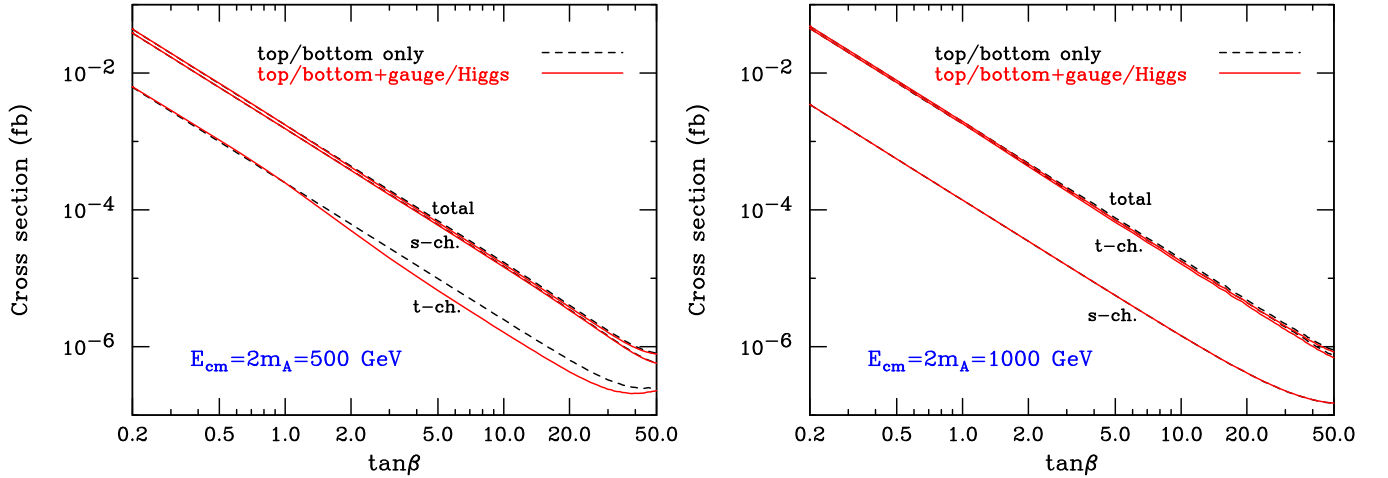 Cross section (fb)
10⁻²
10⁻⁴
10⁻⁶
top/bottom only
top/bottom+gauge/Higgs
total
s−ch.
t−ch.
E_cm=2m_A=500 GeV
0.2 0.5 1.0 2.0 5.0 10.0 20.0 50.0
tanβ
Cross section (fb)
10⁻²
10⁻⁴
10⁻⁶
top/bottom only
top/bottom+gauge/Higgs
total
t−ch.
s−ch.
E_cm=2m_A=1000 GeV
0.2 0.5 1.0 2.0 5.0 10.0 20.0 50.0
tanβ